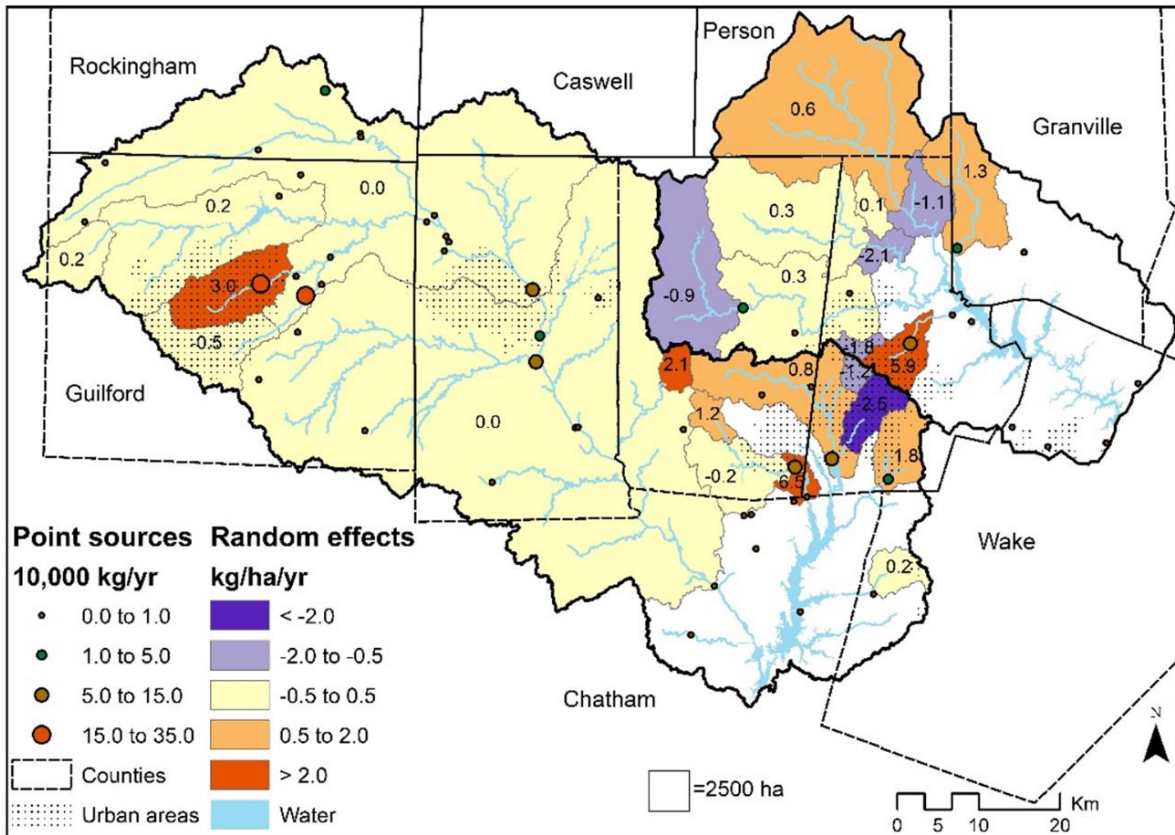 Person
Rockingham
Caswell
Granville
0.6
1.3
0.0
0.2
0.3
0.1
-1.1
-2.1
0.2
0.3
3.0
-0.9
-0.5
-1.2
5.9
2.1
0.8
-2.5
Guilford
0.0
1.2
1.8
-0.2
6.5
Wake
0.2
Chatham
Point sources
10,000 kg/yr
0.0 to 1.0
1.0 to 5.0
5.0 to 15.0
15.0 to 35.0
Counties
Urban areas
Random effects
kg/ha/yr
< -2.0
-2.0 to -0.5
-0.5 to 0.5
0.5 to 2.0
> 2.0
Water
=2500 ha
N
Km
0 5 10 20